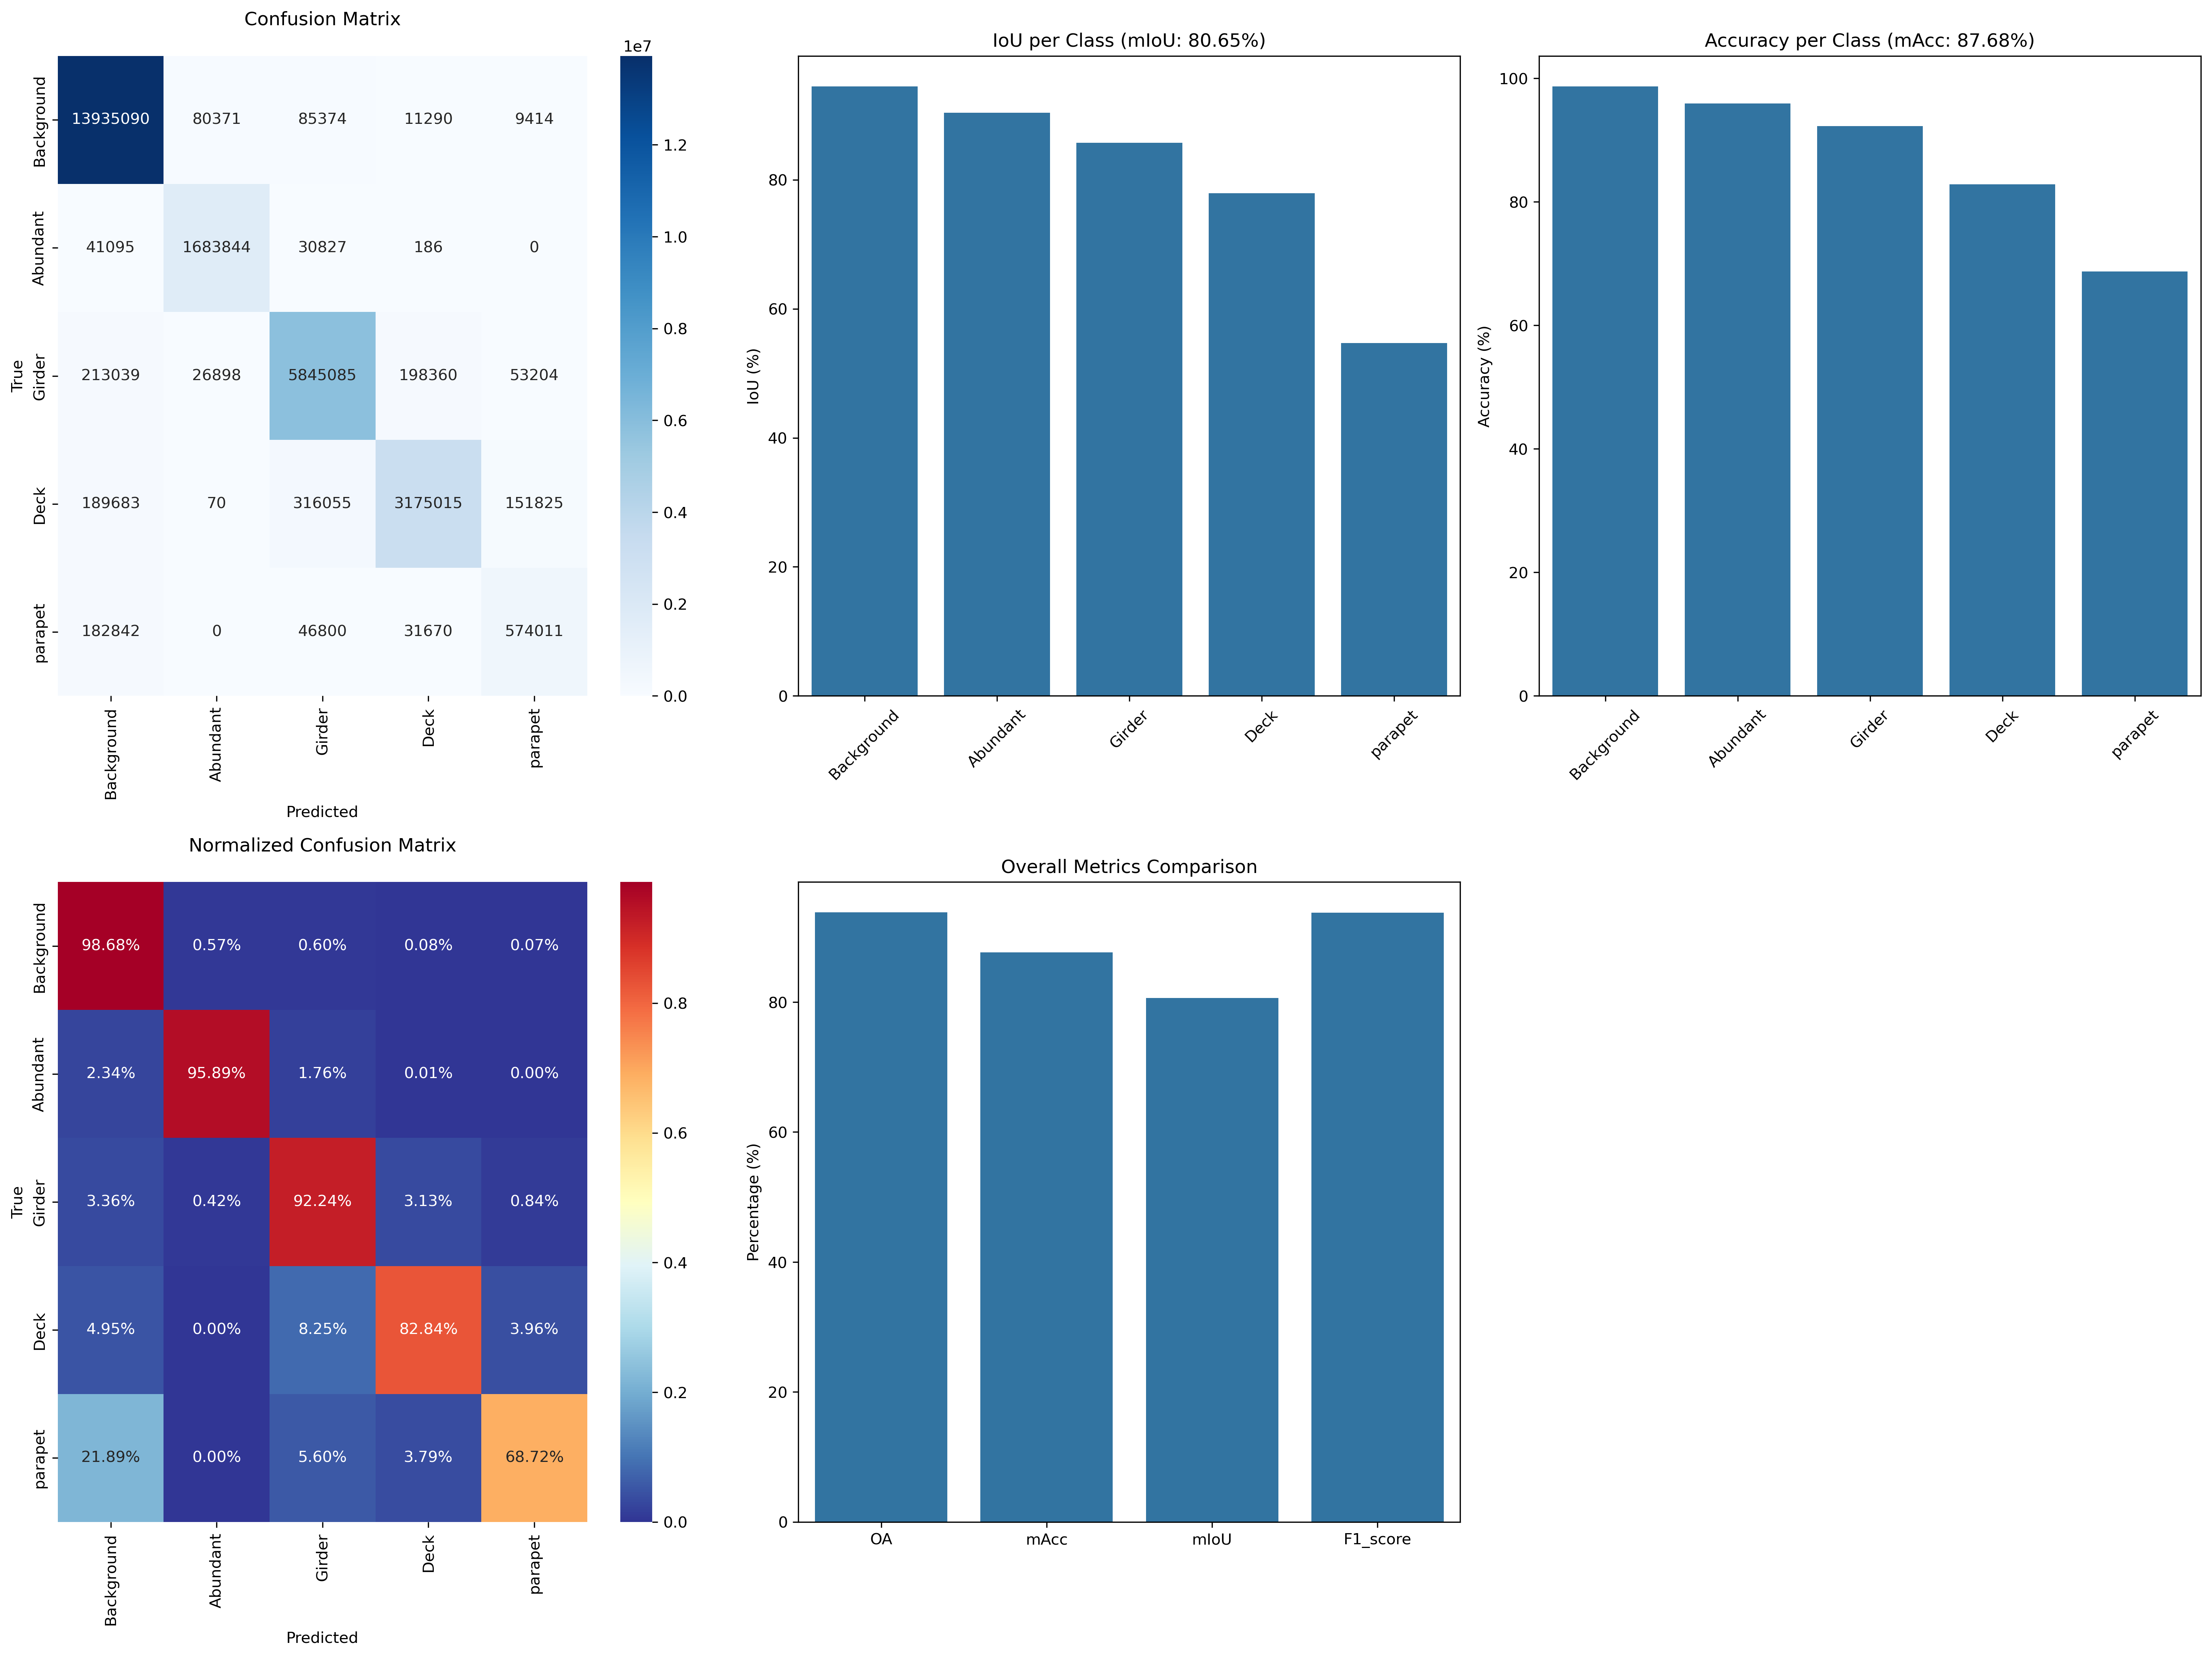 Confusion Matrix
1e7
Background 13935090 80371 85374 11290 9414
Abundant 41095 1683844 30827 186 0
True
Girder 213039 26898 5845085 198360 53204
Deck 189683 70 316055 3175015 151825
parapet 182842 0 46800 31670 574011
Background Abundant Girder Deck parapet
Predicted
1.2
1.0
0.8
0.6
0.4
0.2
0.0
IoU per Class (mIoU: 80.65%)
IoU (%)
80
60
40
20
0
Background Abundant Girder Deck parapet
Accuracy per Class (mAcc: 87.68%)
Accuracy (%)
100
80
60
40
20
0
Background Abundant Girder Deck parapet
Normalized Confusion Matrix
Background 98.68% 0.57% 0.60% 0.08% 0.07%
Abundant 2.34% 95.89% 1.76% 0.01% 0.00%
True
Girder 3.36% 0.42% 92.24% 3.13% 0.84%
Deck 4.95% 0.00% 8.25% 82.84% 3.96%
parapet 21.89% 0.00% 5.60% 3.79% 68.72%
Background Abundant Girder Deck parapet
Predicted
0.8
0.6
0.4
0.2
0.0
Overall Metrics Comparison
Percentage (%)
80
60
40
20
0
OA mAcc mIoU F1_score